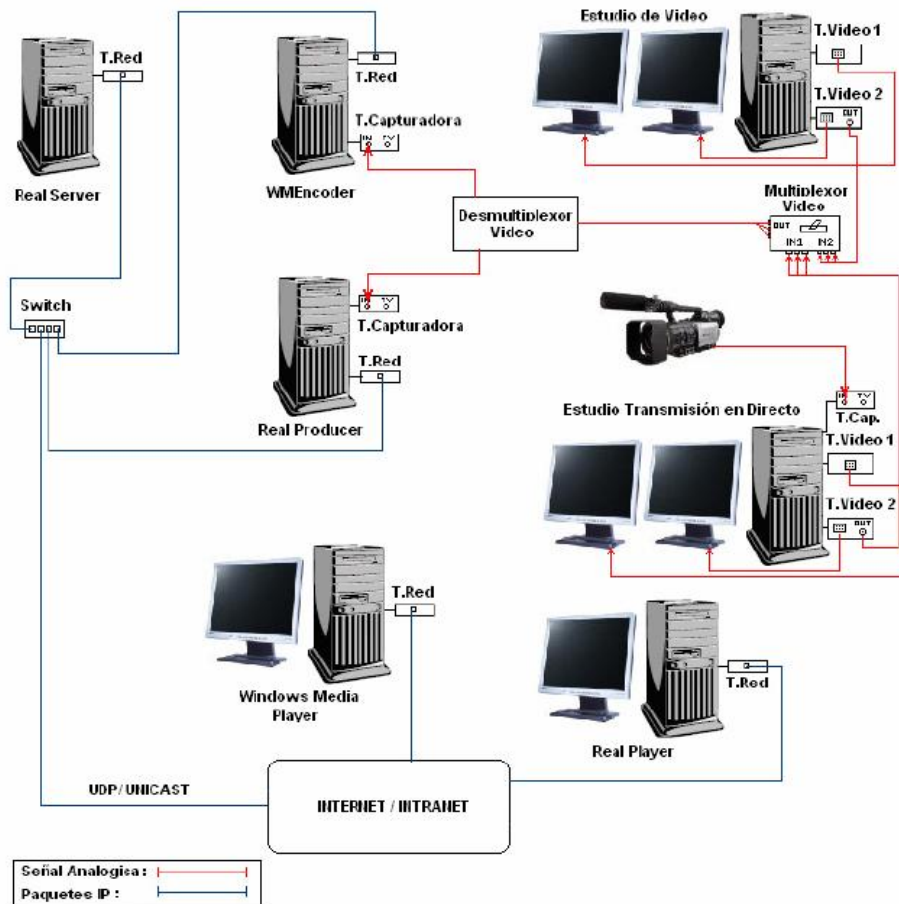 Estudio de Video
T.Video 1
T.Red
T.Red
T.Video 2
OUT
T.Capturadora
IN TV
Real Server
WMEncoder
Multiplexor
Video
Desmultiplexor
Video
OUT
IN1 IN2
Switch
IN TV
T.Capturadora
T.Red
Real Producer
Estudio Transmisión en Directo
IN TV
T.Cap.
T.Video 1
T.Video 2
OUT
T.Red
Windows Media
Player
T.Red
Real Player
UDP/UNICAST
INTERNET / INTRANET
Señal Analogica :
Paquetes IP :